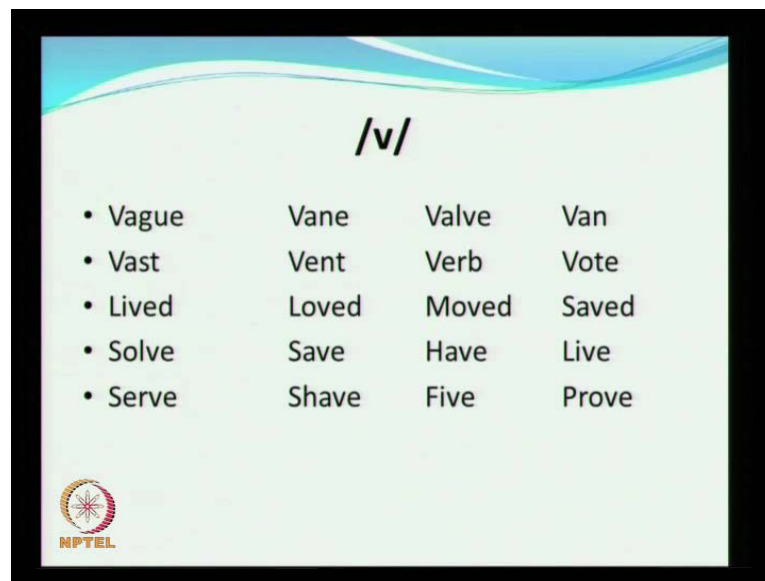 /v/
• Vague Vane Valve Van
• Vast Vent Verb Vote
• Lived Loved Moved Saved
• Solve Save Have Live
• Serve Shave Five Prove
NPTEL